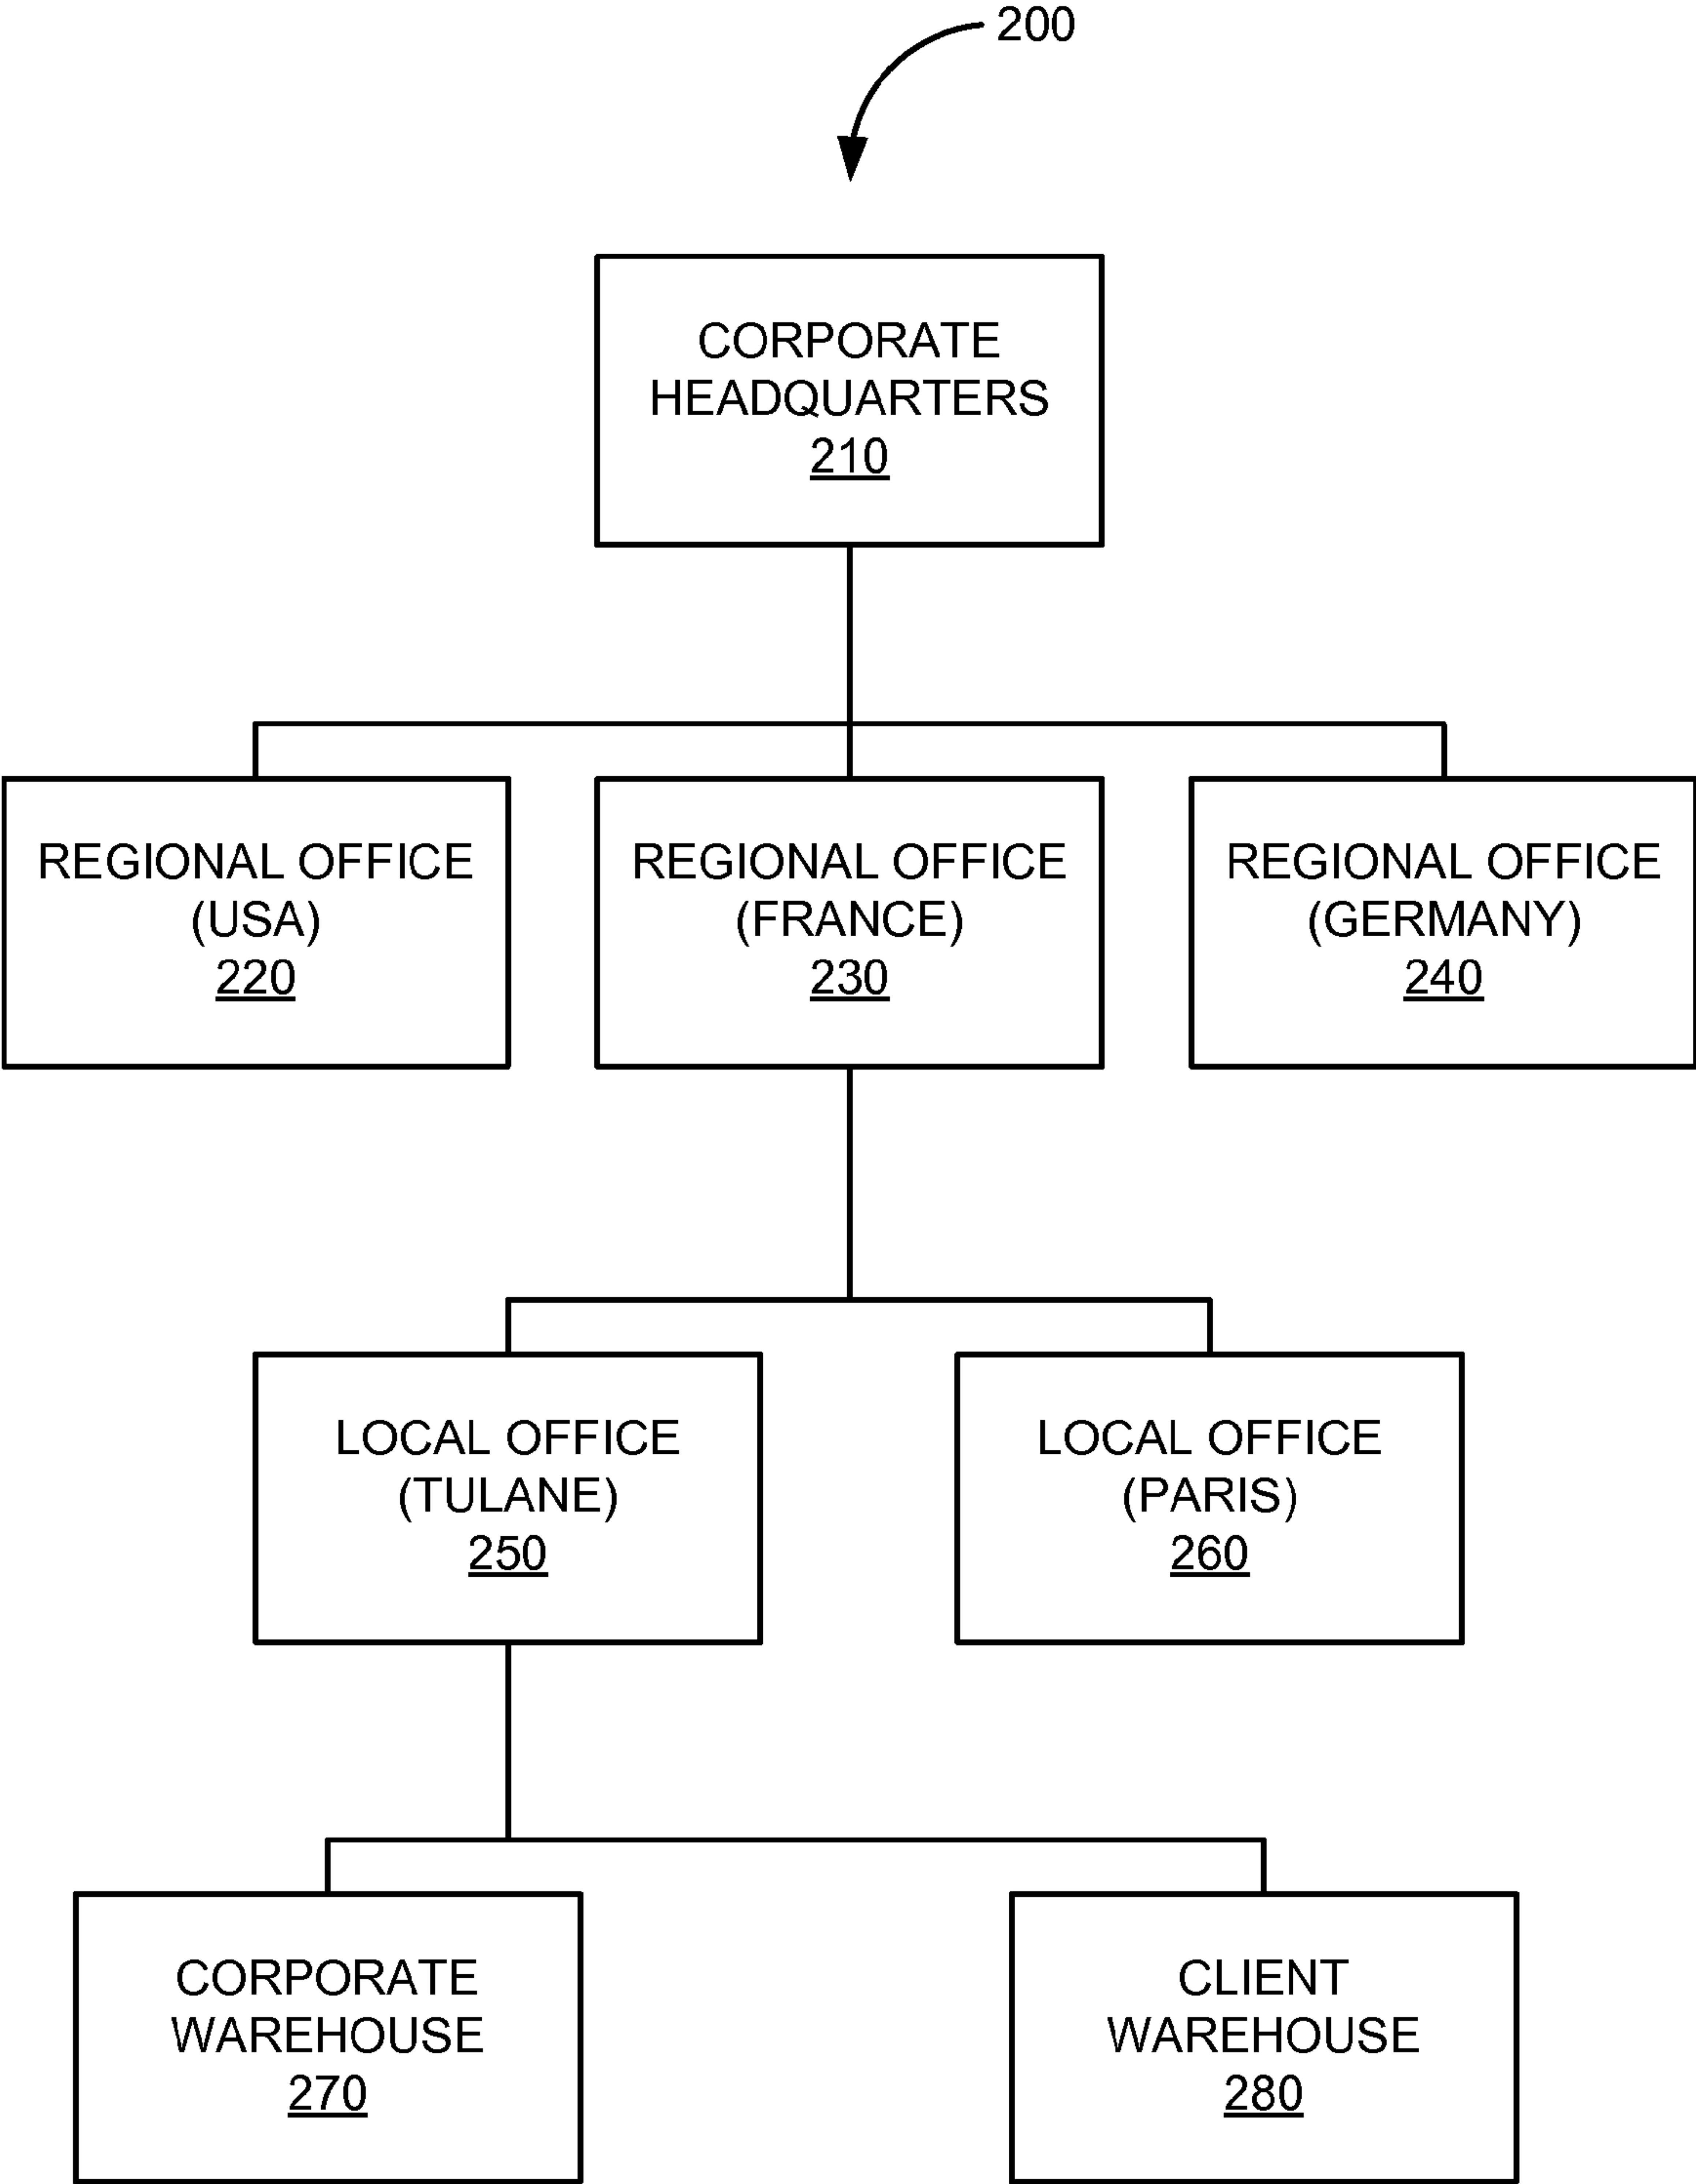 200
CORPORATE
HEADQUARTERS
210
REGIONAL OFFICE
(USA)
220
REGIONAL OFFICE
(FRANCE)
230
REGIONAL OFFICE
(GERMANY)
240
LOCAL OFFICE
(TULANE)
250
LOCAL OFFICE
(PARIS)
260
CORPORATE
WAREHOUSE
270
CLIENT
WAREHOUSE
280